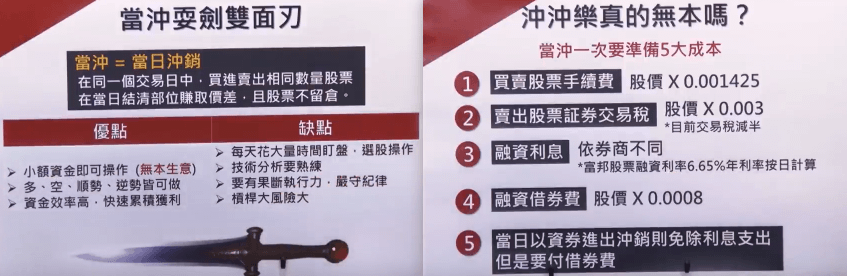 當沖耍劍雙面刃
當沖 = 當日沖銷
在同一個交易日中，買進賣出相同數量股票
在當日結清部位賺取價差，且股票不留倉。
優點
缺點
➢ 小額資金即可操作 (無本生意)
➢ 多、空、順勢、逆勢皆可做
➢ 資金效率高，快速累積獲利
➢ 每天花大量時間盯盤，選股操作
➢ 技術分析要熟練
➢ 要有果斷執行力，嚴守紀律
➢ 槓桿大風險大
沖沖樂真的無本嗎？
當沖一次要準備5大成本
1 買賣股票手續費 股價 X 0.001425
2 賣出股票証券交易稅 股價 X 0.003
*目前交易稅減半
3 融資利息 依券商不同
*富邦股票融資利率6.65%年利率按日計算
4 融資借券費 股價 X 0.0008
5 當日以資券進出沖銷則免除利息支出
但是要付借券費